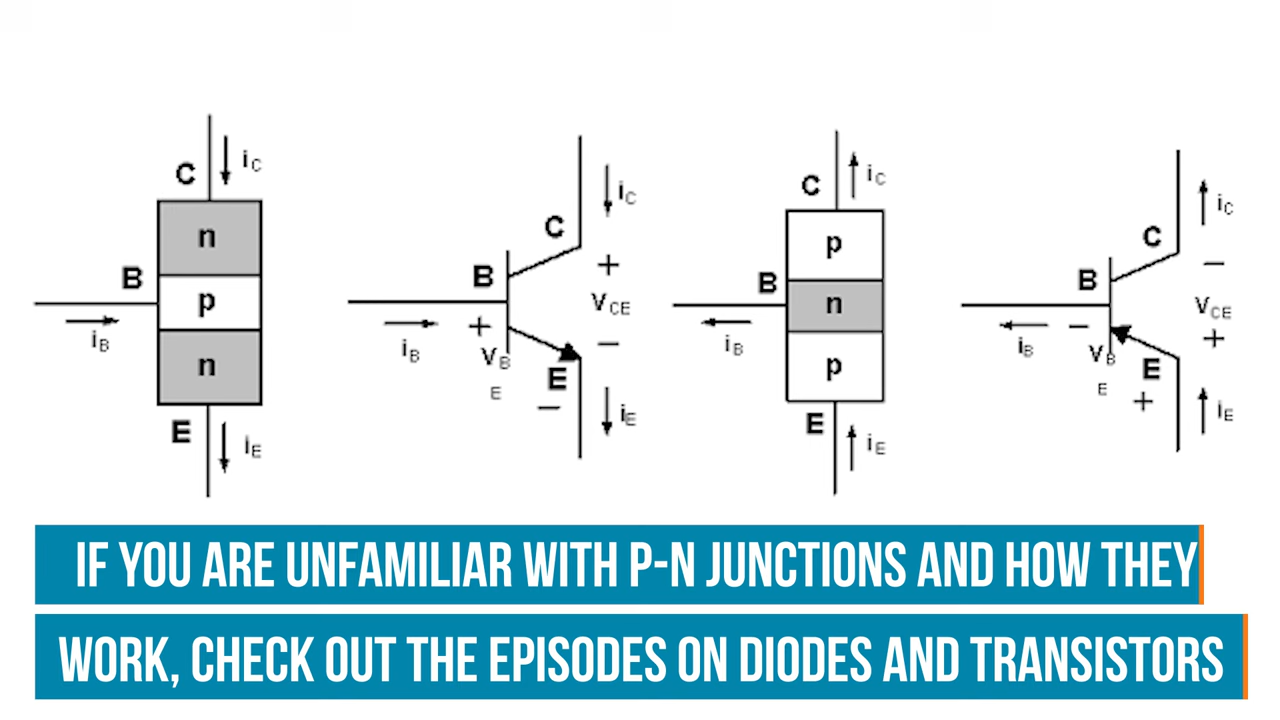 C
iC
n
B
p
iB
n
E
iE
iC
C
B
+
+
VCE
iB
VB
E
−
E
−
iE
C
iC
p
B
n
iB
p
E
iE
iC
C
−
B
VCE
−
iB
VB
E
+
E
+
iE
IF YOU ARE UNFAMILIAR WITH P-N JUNCTIONS AND HOW THEY
WORK, CHECK OUT THE EPISODES ON DIODES AND TRANSISTORS